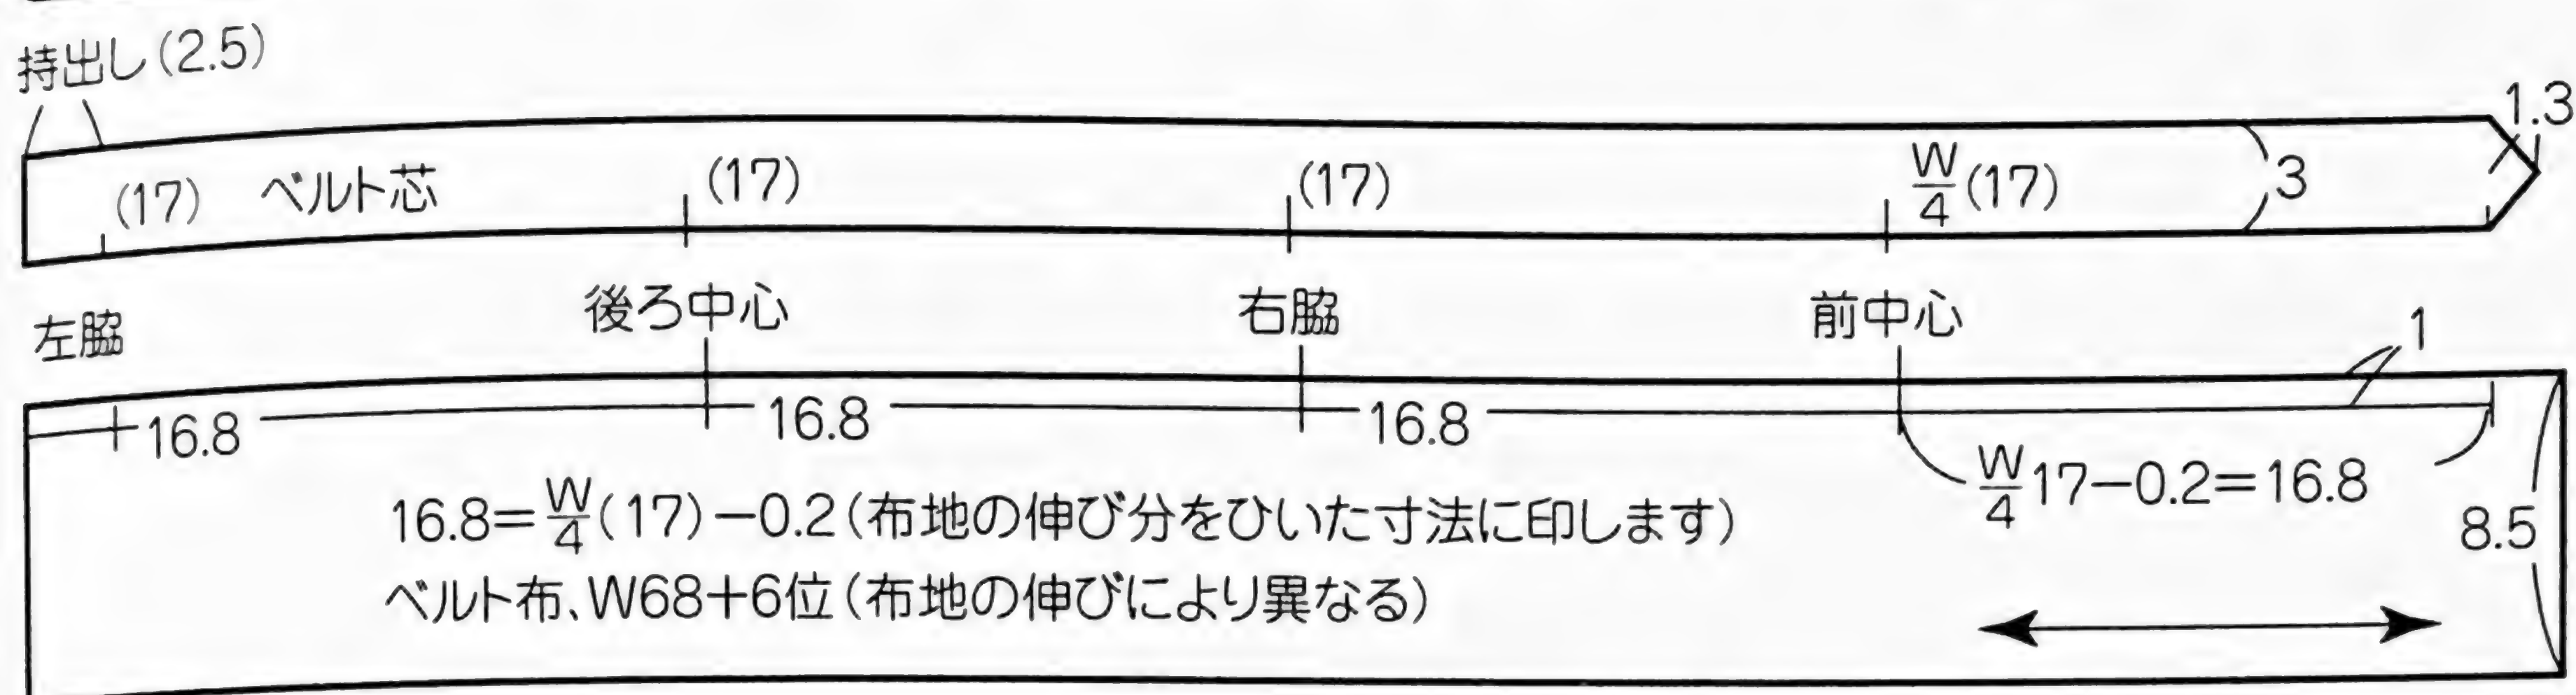 持出し(2.5)
1.3
(17) ベルト芯 (17) (17) W/4(17) 3
左脇 後ろ中心 右脇 前中心 1
16.8 16.8 16.8
W/4 17−0.2=16.8
16.8=W/4(17)−0.2(布地の伸び分をひいた寸法に印します)
8.5
ベルト布、W68+6位(布地の伸びにより異なる)